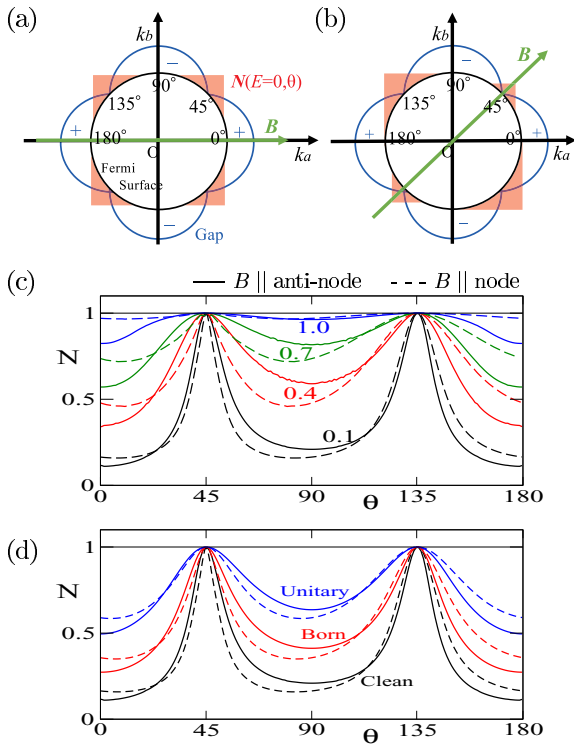 (a)
(b)
kb
kb
−
−
90°
N(E=0,θ)
90°
B
135°
45°
135°
45°
+
180°
0°
+
B
+
180°
0°
+
O
ka
O
ka
Fermi
Surface
−
Gap
−
(c)
B || anti-node
B || node
1
1.0
0.7
N
0.5
0.4
0.1
0
0
45
90
135
180
Θ
(d)
1
Unitary
N
0.5
Born
Clean
0
0
45
90
135
180
Θ